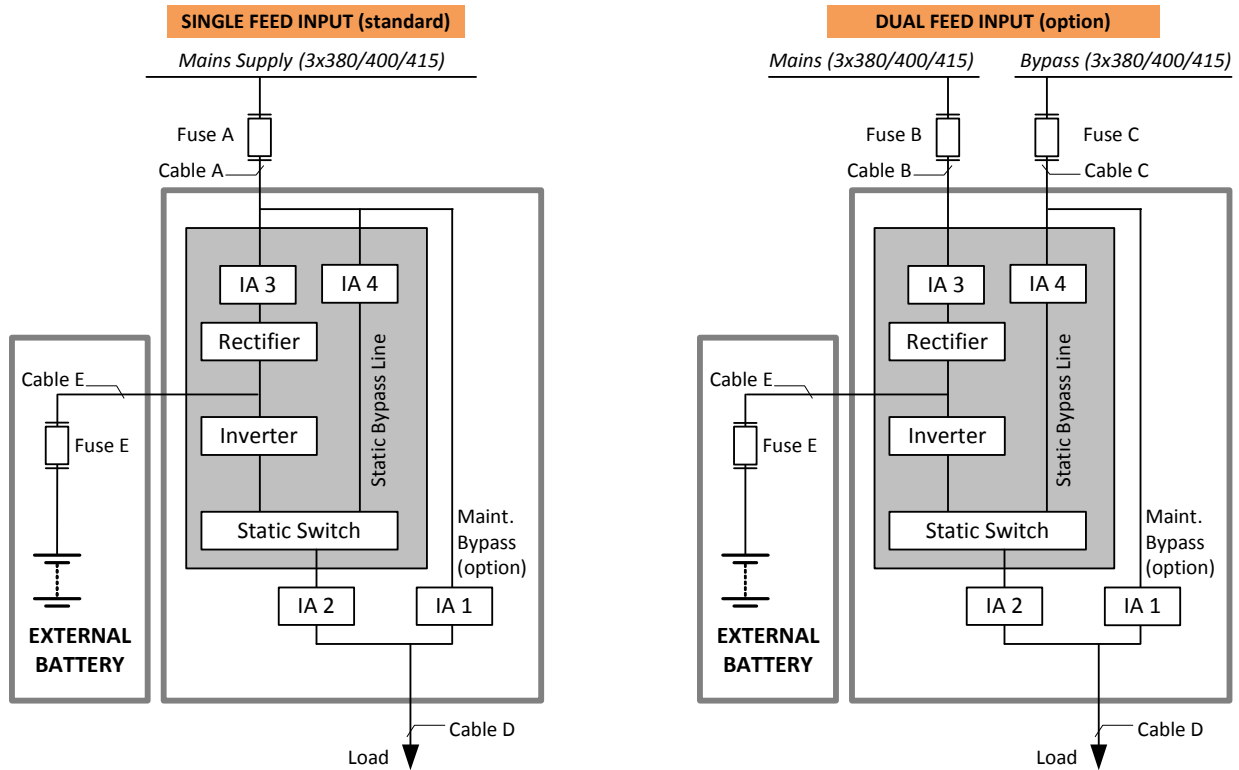 SINGLE FEED INPUT (standard)
Mains Supply (3x380/400/415)
Fuse A
Cable A
IA 3
IA 4
Rectifier
Static Bypass Line
Cable E
Fuse E
Inverter
Static Switch
Maint.
Bypass
(option)
IA 2
IA 1
EXTERNAL
BATTERY
Cable D
Load
DUAL FEED INPUT (option)
Mains (3x380/400/415)
Bypass (3x380/400/415)
Fuse B
Fuse C
Cable B
Cable C
IA 3
IA 4
Rectifier
Static Bypass Line
Cable E
Fuse E
Inverter
Static Switch
Maint.
Bypass
(option)
IA 2
IA 1
EXTERNAL
BATTERY
Cable D
Load